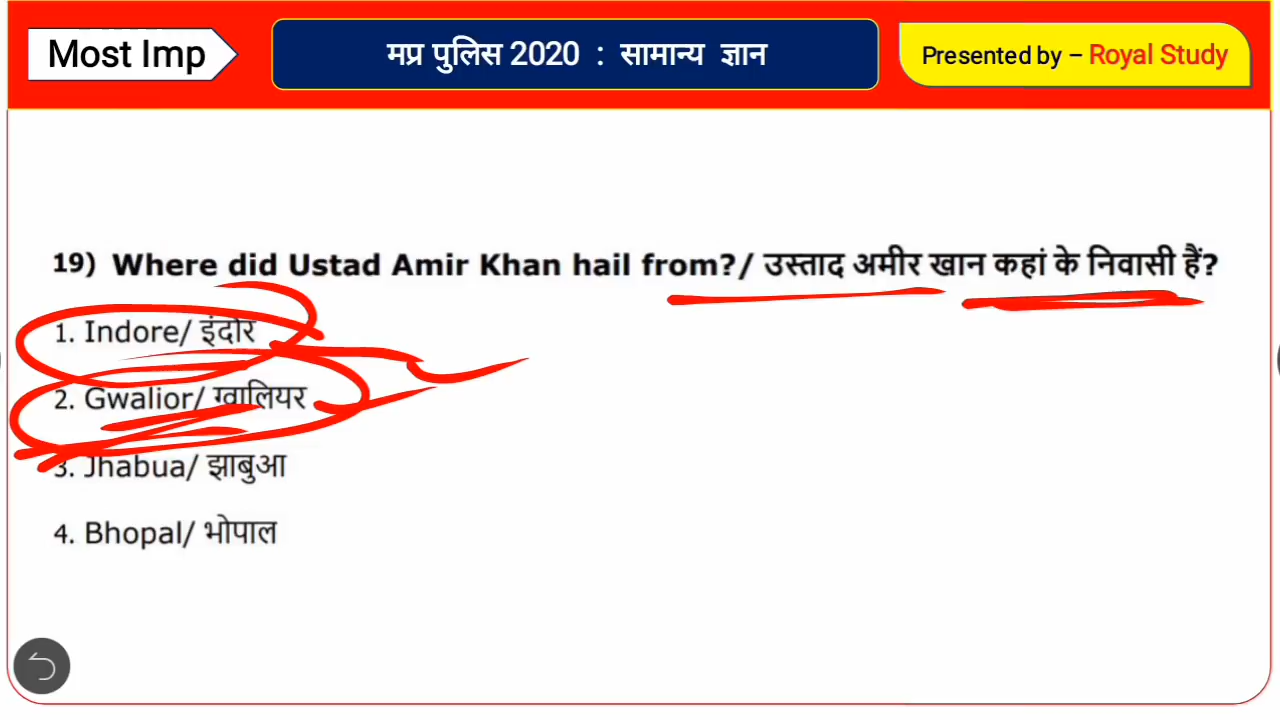 Most Imp
मप्र पुलिस 2020 : सामान्य ज्ञान
Presented by – Royal Study
19) Where did Ustad Amir Khan hail from?/ उस्ताद अमीर खान कहां के निवासी हैं?
1. Indore/ इंदोर
2. Gwalior/ ग्वालियर
3. Jhabua/ झाबुआ
4. Bhopal/ भोपाल